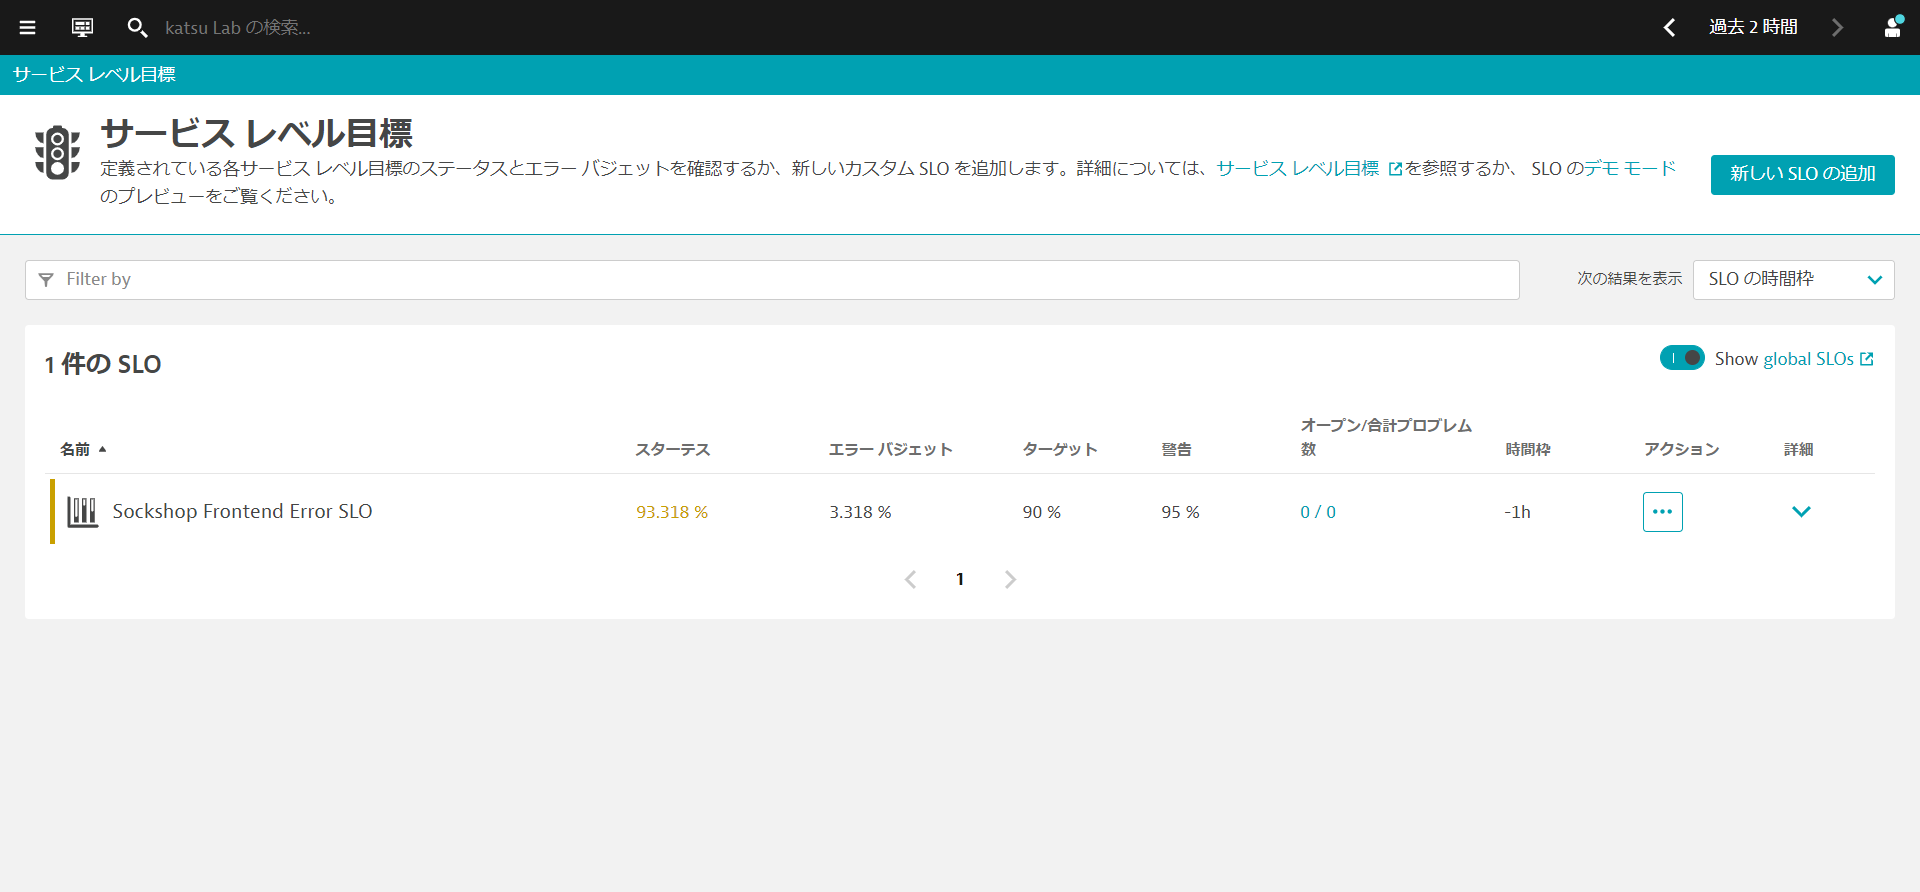 katsu Lab の検索...
過去 2 時間
サービス レベル目標
サービス レベル目標
定義されている各サービス レベル目標のステータスとエラー バジェットを確認するか、新しいカスタム SLO を追加します。詳細については、サービス レベル目標 を参照するか、 SLO のデモ モード
のプレビューをご覧ください。
新しい SLO の追加
Filter by
次の結果を表示
SLO の時間枠
1 件の SLO
Show global SLOs
オープン/合計プロブレム
名前 スターテス エラー バジェット ターゲット 警告 数 時間枠 アクション 詳細
Sockshop Frontend Error SLO 93.318 % 3.318 % 90 % 95 % 0 / 0 -1h
1